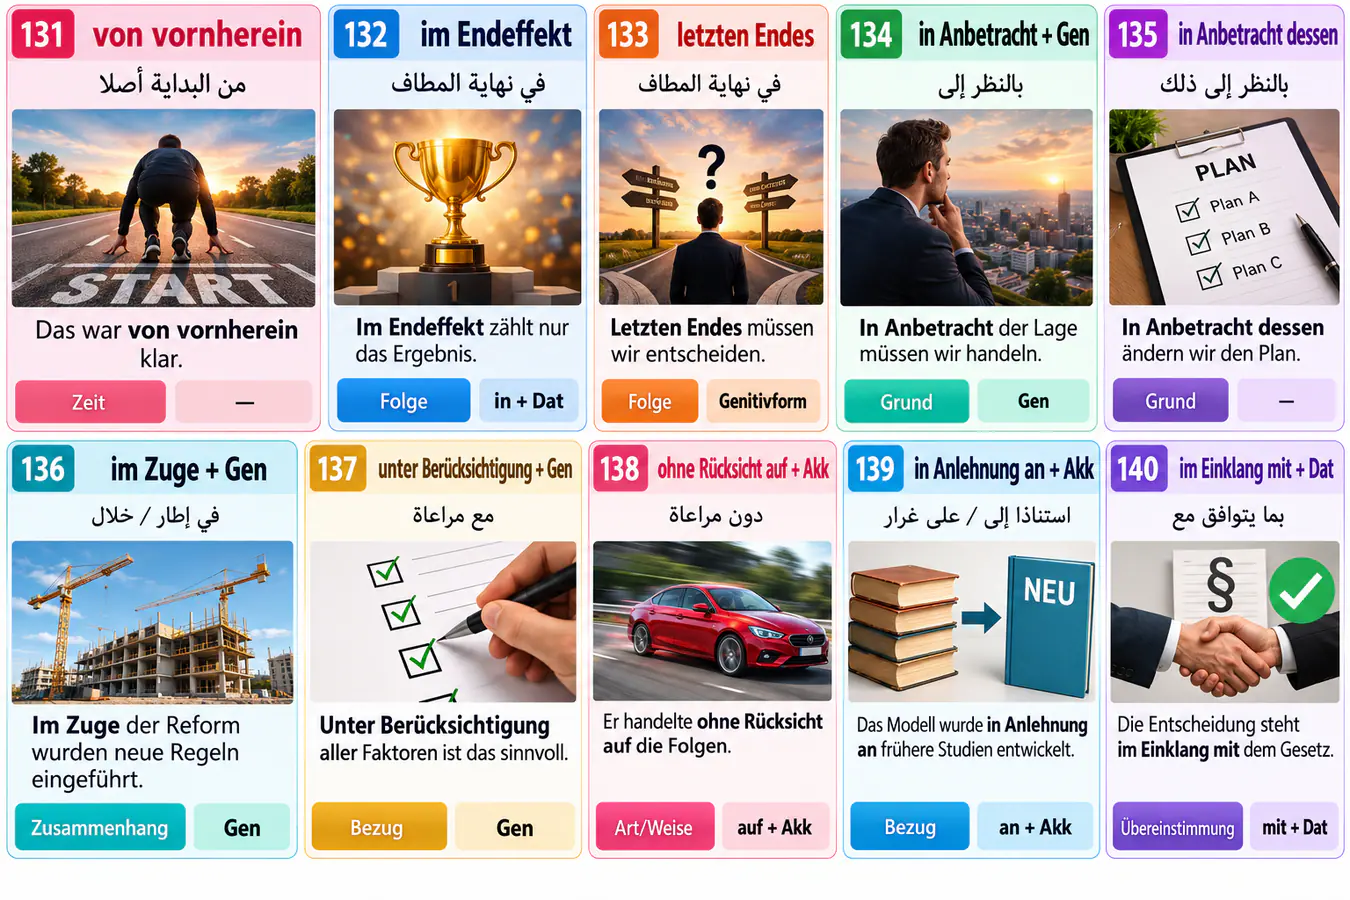 131 von vornherein
من البداية أصلا
START
Das war von vornherein
klar.
Zeit —
132 im Endeffekt
في نهاية المطاف
1
Im Endeffekt zählt nur
das Ergebnis.
Folge in + Dat
133 letzten Endes
في نهاية المطاف
?
Letzten Endes müssen
wir entscheiden.
Folge Genitivform
134 in Anbetracht + Gen
بالنظر إلى
In Anbetracht der Lage
müssen wir handeln.
Grund Gen
135 in Anbetracht dessen
بالنظر إلى ذلك
PLAN
Plan A
Plan B
Plan C
In Anbetracht dessen
ändern wir den Plan.
Grund —
136 im Zuge + Gen
في إطار / خلال
Im Zuge der Reform
wurden neue Regeln
eingeführt.
Zusammenhang Gen
137 unter Berücksichtigung + Gen
مع مراعاة
Unter Berücksichtigung
aller Faktoren ist das sinnvoll.
Bezug Gen
138 ohne Rücksicht auf + Akk
دون مراعاة
Er handelte ohne Rücksicht
auf die Folgen.
Art/Weise auf + Akk
139 in Anlehnung an + Akk
استنادا إلى / على غرار
NEU
Das Modell wurde in Anlehnung
an frühere Studien entwickelt.
Bezug an + Akk
140 im Einklang mit + Dat
بما يتوافق مع
§
Die Entscheidung steht
im Einklang mit dem Gesetz.
Übereinstimmung mit + Dat